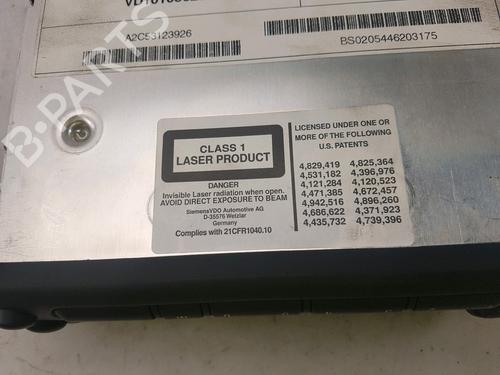 A2C53123926
BS0205446203175
CLASS 1
LASER PRODUCT
DANGER
Invisible Laser radiation when open.
AVOID DIRECT EXPOSURE TO BEAM
SiemensVDO Automotive AG
D-35576 Wetzlar
Germany
Complies with 21CFR1040.10
LICENSED UNDER ONE OR
MORE OF THE FOLLOWING
U.S. PATENTS
4,829,419 4,825,364
4,531,182 4,396,976
4,121,284 4,120,523
4,471,385 4,672,457
4,942,516 4,896,260
4,686,622 4,371,923
4,435,732 4,739,396
B-PARTS